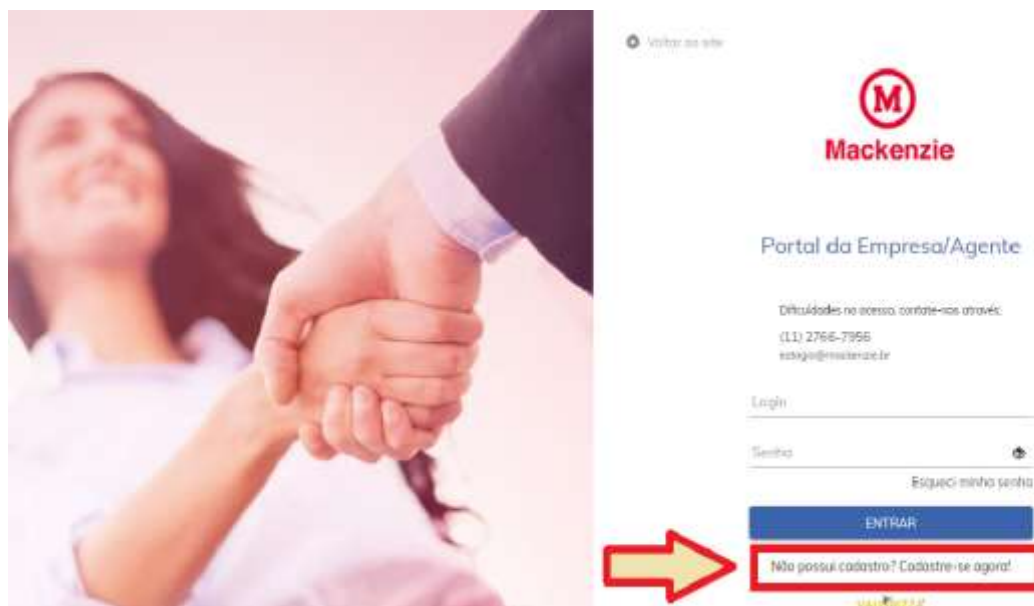 Voltar ao site
M
Mackenzie
Portal da Empresa/Agente
Dificuldades no acesso, contate-nos através:
(11) 2766-7956
estagio@mackenzie.br
Login
Senha
Esqueci minha senha
ENTRAR
Não possui cadastro? Cadastre-se agora!